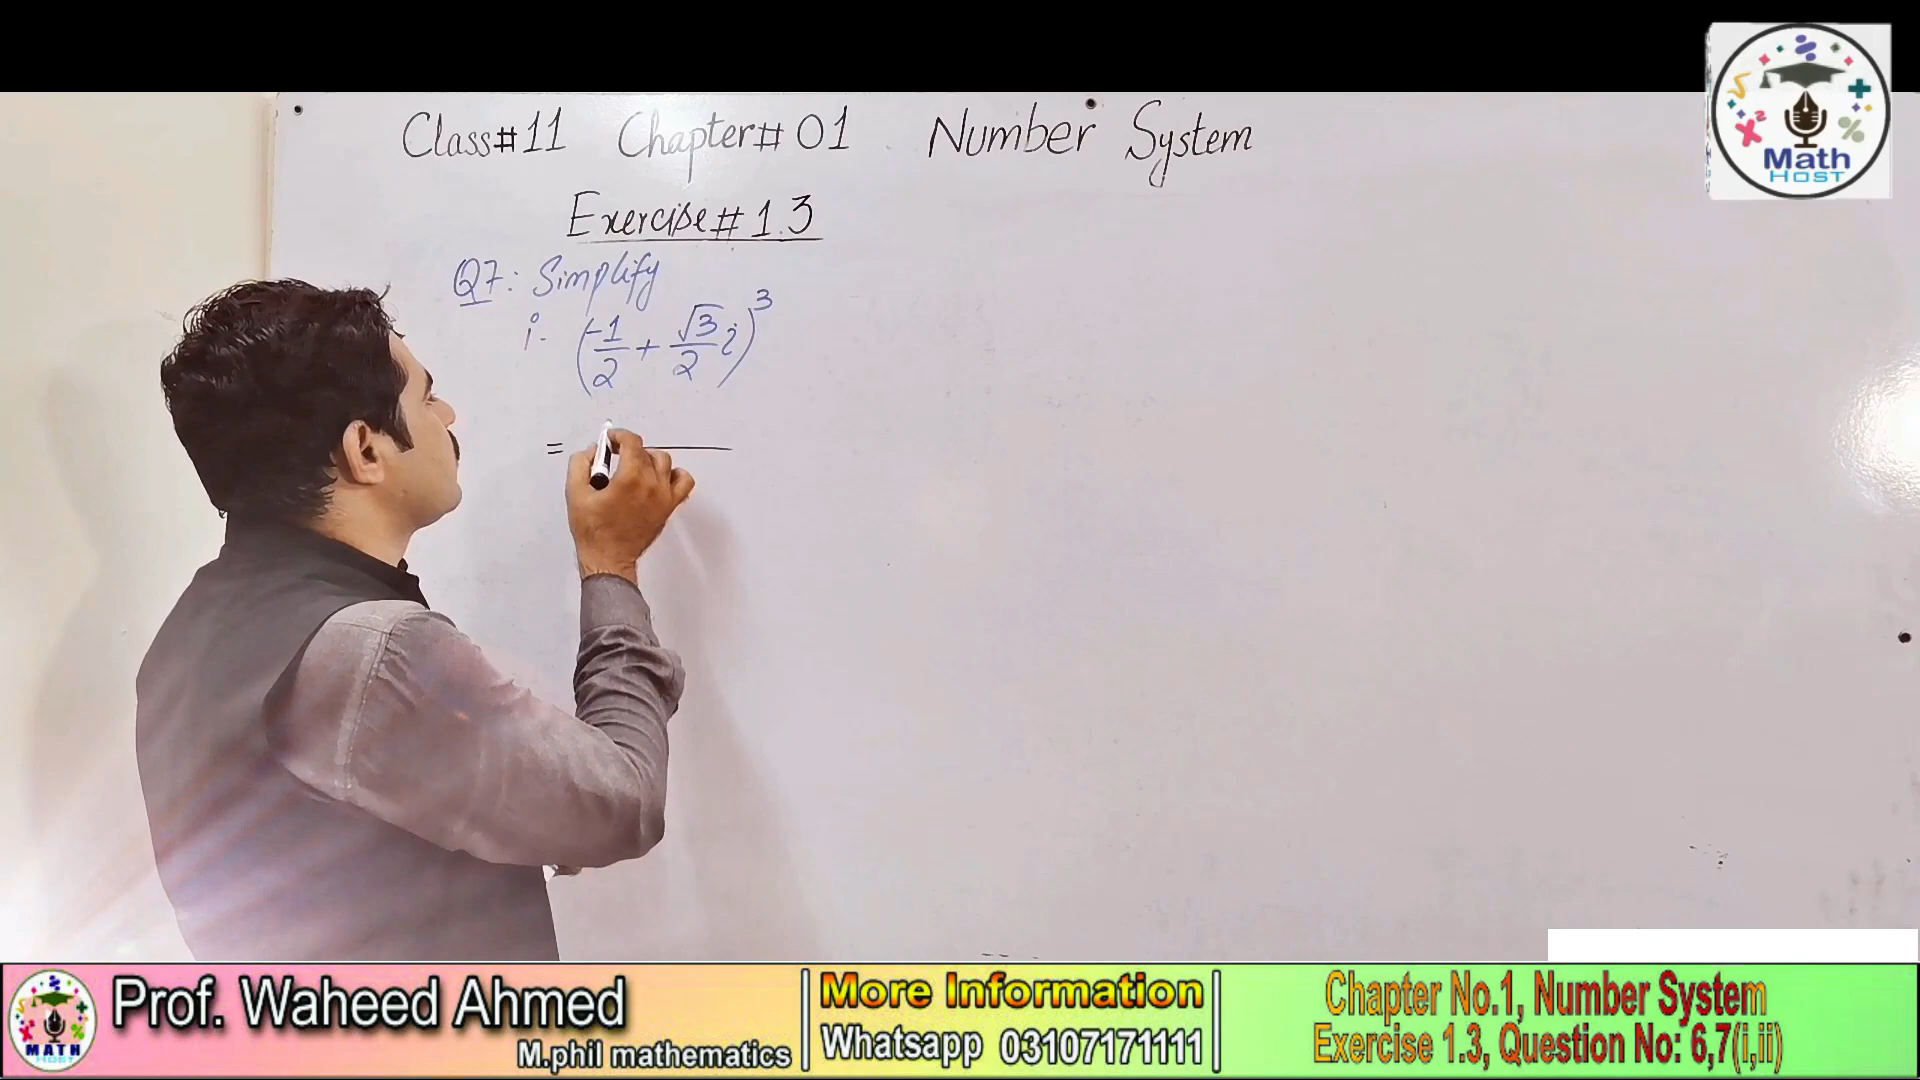 Class#11 Chapter#01 Number System
Exercise#1.3
Q7: Simplify
i. (-1/2 + √3/2 i)^3
=
Math
HOST
Prof. Waheed Ahmed
M.phil mathematics
More Information
Whatsapp 03107171111
Chapter No.1, Number System
Exercise 1.3, Question No: 6,7(i,ii)
MATH
HOST